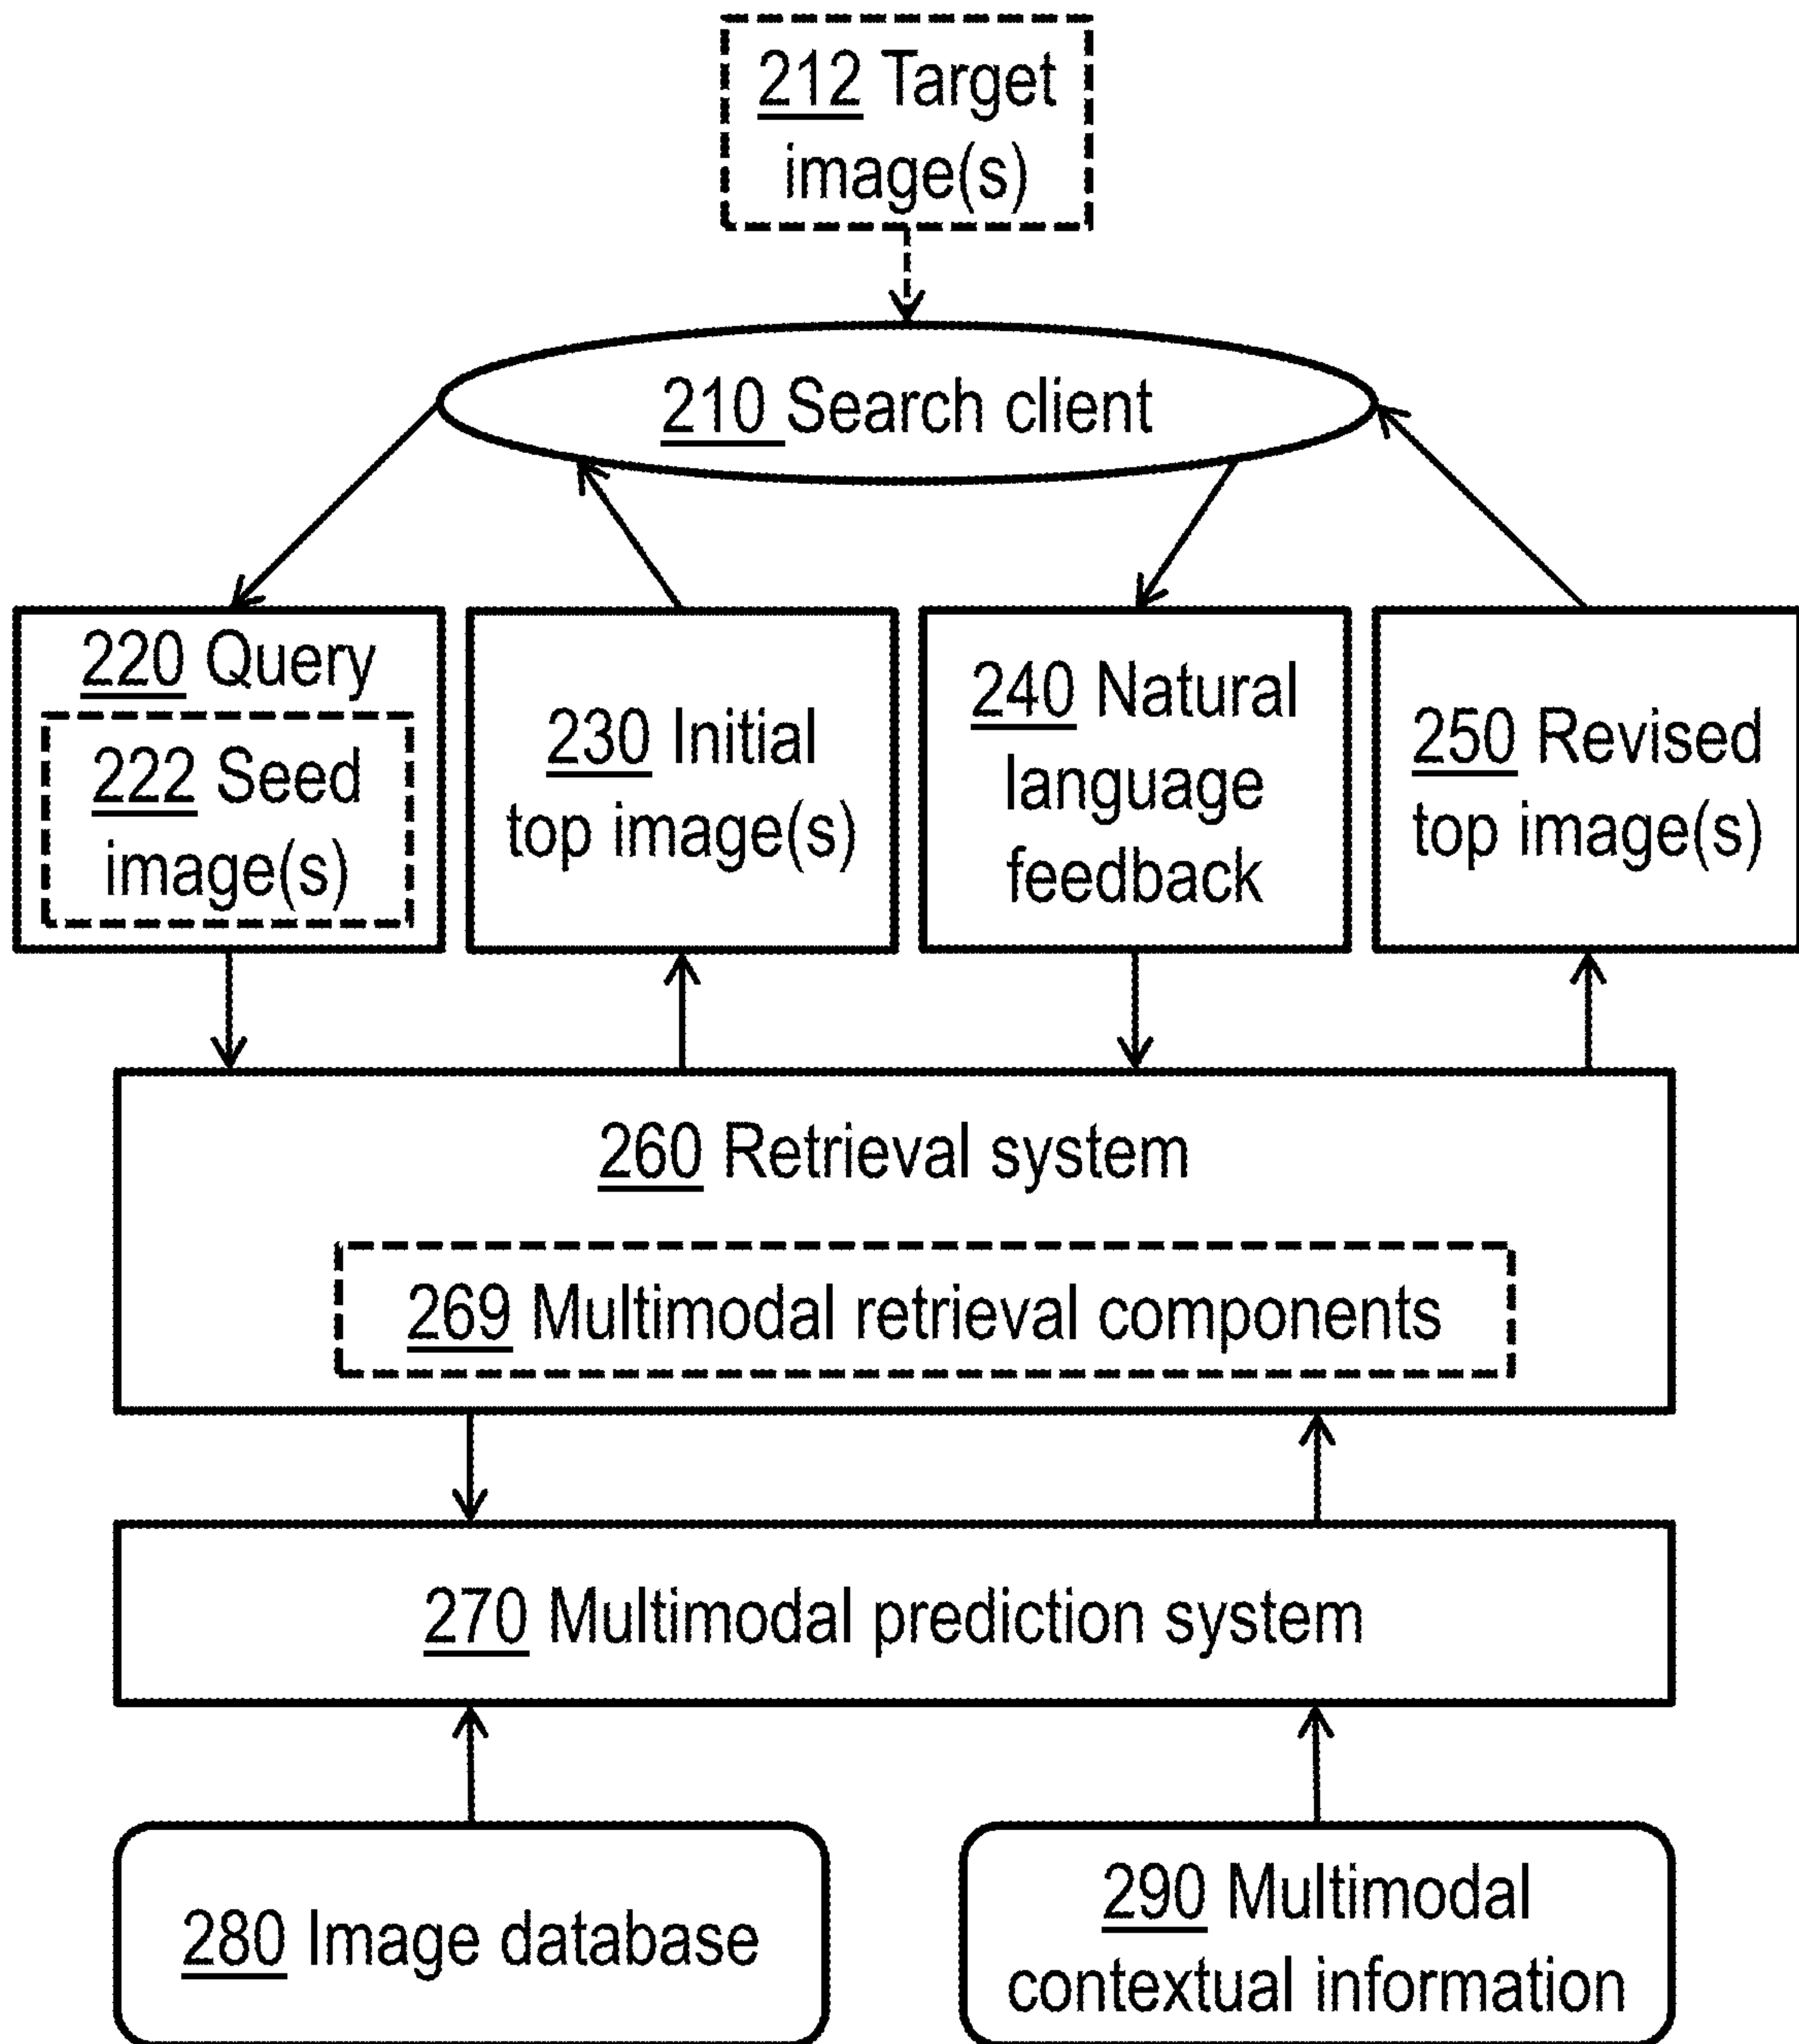 212 Target
image(s)
210 Search client
220 Query
222 Seed
image(s)
230 Initial
top image(s)
240 Natural
language
feedback
250 Revised
top image(s)
260 Retrieval system
269 Multimodal retrieval components
270 Multimodal prediction system
280 Image database
290 Multimodal
contextual information